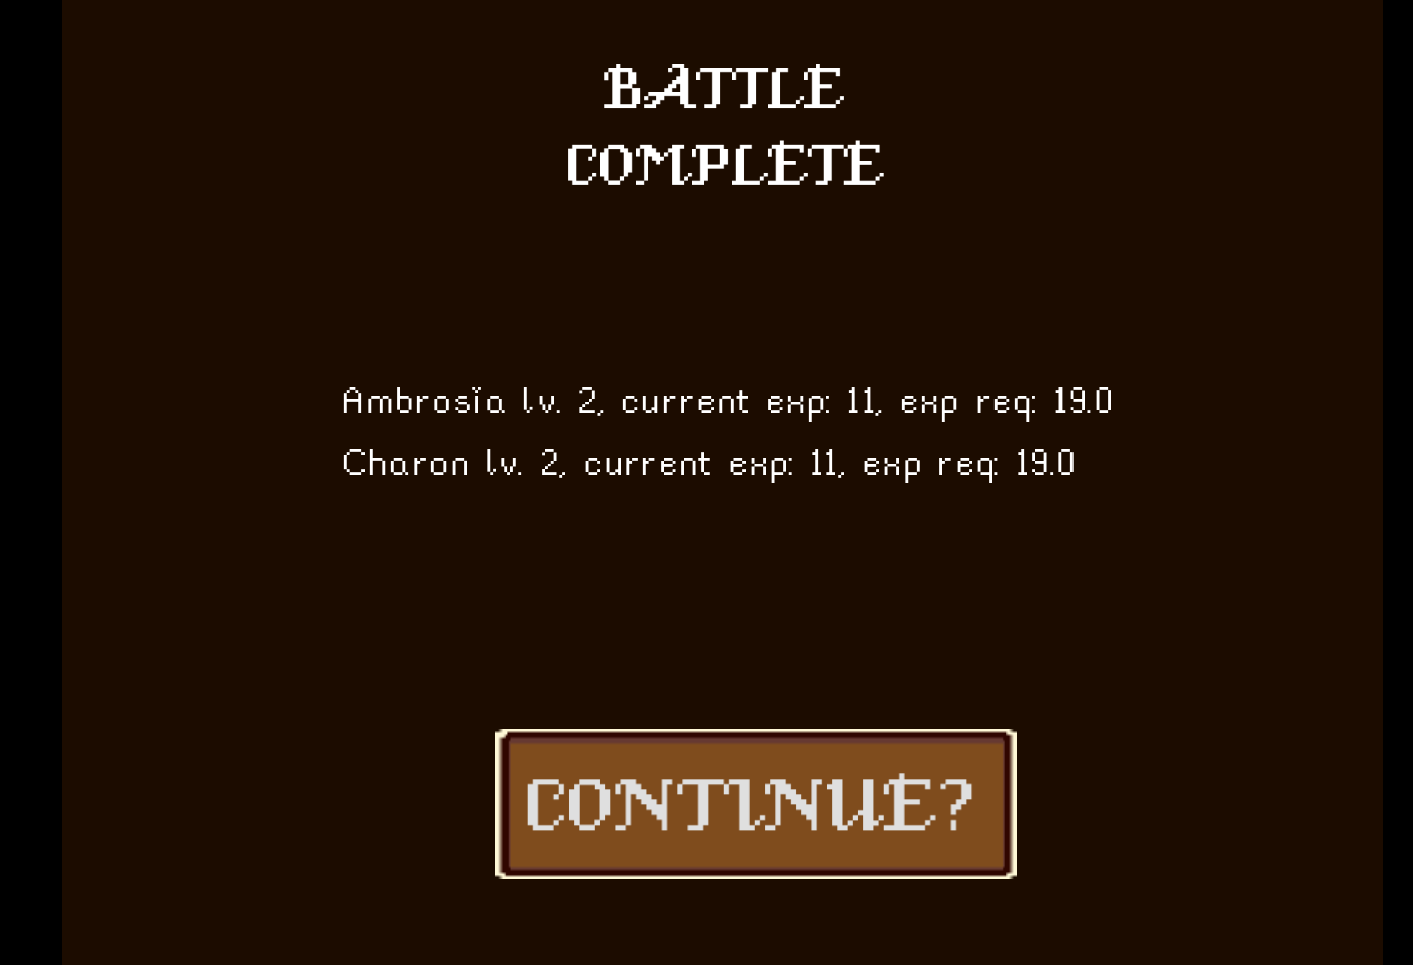 BATTLE
COMPLETE
Ambrosia lv. 2, current exp: 11, exp req: 19.0
Charon lv. 2, current exp: 11, exp req: 19.0
CONTINUE?